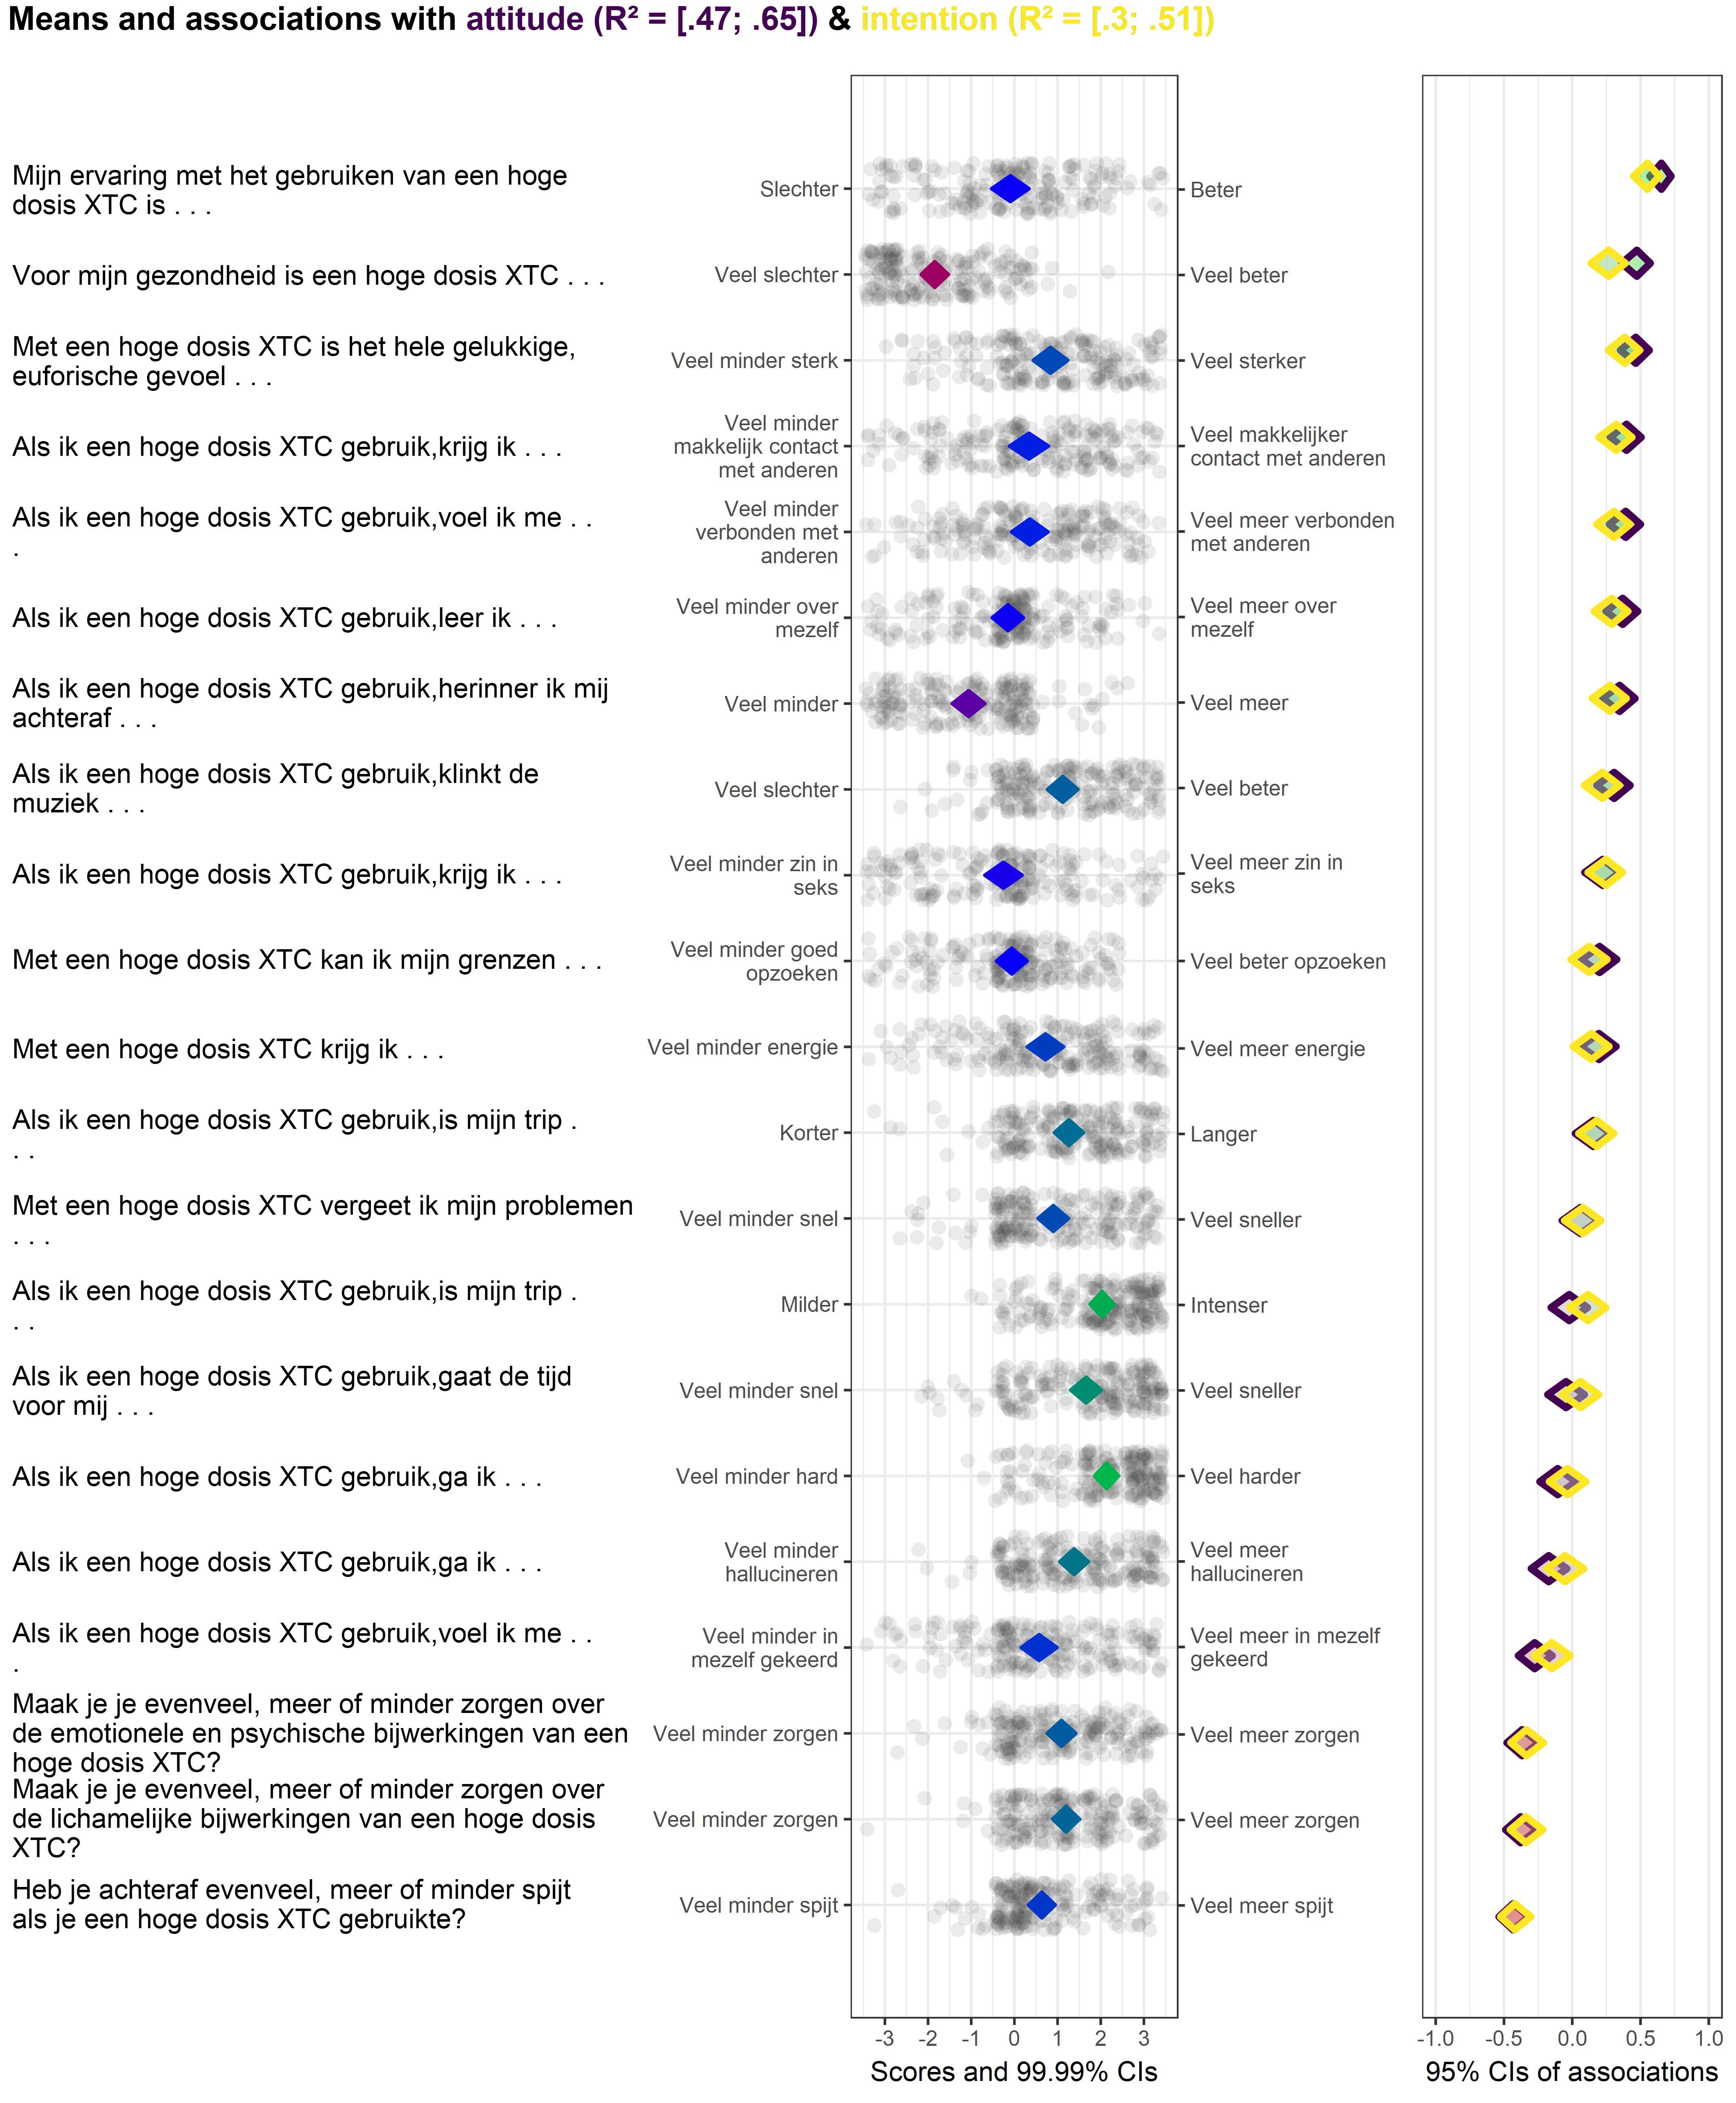 Means and associations with attitude (R² = [.47; .65]) & intention (R² = [.3; .51])
Mijn ervaring met het gebruiken van een hoge
dosis XTC is . . .
Slechter
Beter
Voor mijn gezondheid is een hoge dosis XTC . . .
Veel slechter
Veel beter
Met een hoge dosis XTC is het hele gelukkige,
euforische gevoel . . .
Veel minder sterk
Veel sterker
Als ik een hoge dosis XTC gebruik,krijg ik . . .
Veel minder
makkelijk contact
met anderen
Veel makkelijker
contact met anderen
Als ik een hoge dosis XTC gebruik,voel ik me . .
.
Veel minder
verbonden met
anderen
Veel meer verbonden
met anderen
Als ik een hoge dosis XTC gebruik,leer ik . . .
Veel minder over
mezelf
Veel meer over
mezelf
Als ik een hoge dosis XTC gebruik,herinner ik mij
achteraf . . .
Veel minder
Veel meer
Als ik een hoge dosis XTC gebruik,klinkt de
muziek . . .
Veel slechter
Veel beter
Als ik een hoge dosis XTC gebruik,krijg ik . . .
Veel minder zin in
seks
Veel meer zin in
seks
Met een hoge dosis XTC kan ik mijn grenzen . . .
Veel minder goed
opzoeken
Veel beter opzoeken
Met een hoge dosis XTC krijg ik . . .
Veel minder energie
Veel meer energie
Als ik een hoge dosis XTC gebruik,is mijn trip .
. .
Korter
Langer
Met een hoge dosis XTC vergeet ik mijn problemen
. . .
Veel minder snel
Veel sneller
Als ik een hoge dosis XTC gebruik,is mijn trip .
. .
Milder
Intenser
Als ik een hoge dosis XTC gebruik,gaat de tijd
voor mij . . .
Veel minder snel
Veel sneller
Als ik een hoge dosis XTC gebruik,ga ik . . .
Veel minder hard
Veel harder
Als ik een hoge dosis XTC gebruik,ga ik . . .
Veel minder
hallucineren
Veel meer
hallucineren
Als ik een hoge dosis XTC gebruik,voel ik me . .
.
Veel minder in
mezelf gekeerd
Veel meer in mezelf
gekeerd
Maak je je evenveel, meer of minder zorgen over
de emotionele en psychische bijwerkingen van een
hoge dosis XTC?
Veel minder zorgen
Veel meer zorgen
Maak je je evenveel, meer of minder zorgen over
de lichamelijke bijwerkingen van een hoge dosis
XTC?
Veel minder zorgen
Veel meer zorgen
Heb je achteraf evenveel, meer of minder spijt
als je een hoge dosis XTC gebruikte?
Veel minder spijt
Veel meer spijt
-3 -2 -1 0 1 2 3
Scores and 99.99% CIs
-1.0 -0.5 0.0 0.5 1.0
95% CIs of associations